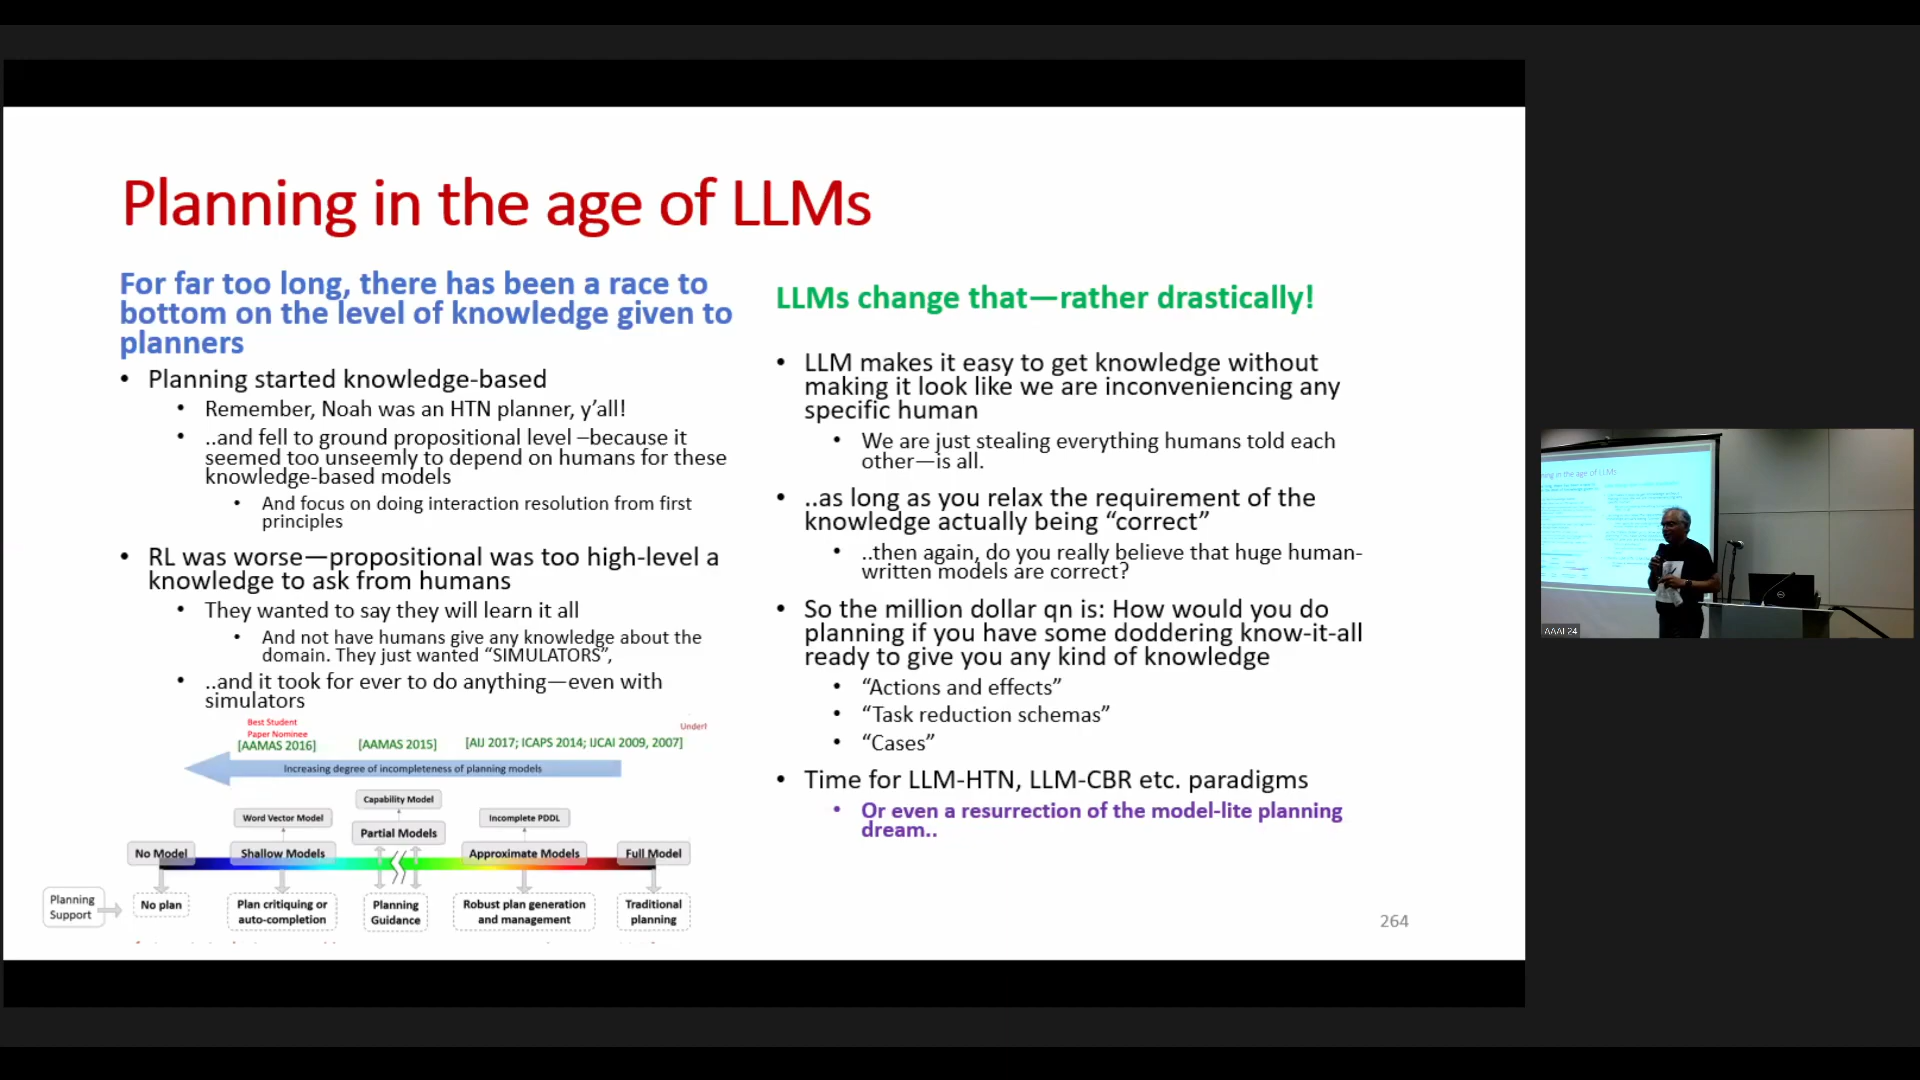 Planning in the age of LLMs
For far too long, there has been a race to
bottom on the level of knowledge given to
planners
• Planning started knowledge-based
• Remember, Noah was an HTN planner, y’all!
• ..and fell to ground propositional level –because it
seemed too unseemly to depend on humans for these
knowledge-based models
• And focus on doing interaction resolution from first
principles
• RL was worse—propositional was too high-level a
knowledge to ask from humans
• They wanted to say they will learn it all
• And not have humans give any knowledge about the
domain. They just wanted “SIMULATORS”,
• ..and it took for ever to do anything—even with
simulators
Best Student
Paper Nominee
[AAMAS 2016]
[AAMAS 2015]
[AIJ 2017; ICAPS 2014; IJCAI 2009, 2007]
Increasing degree of incompleteness of planning models
Capability Model
Word Vector Model
Incomplete PDDL
Partial Models
No Model
Shallow Models
Approximate Models
Full Model
Planning
Support
No plan
Plan critiquing or
auto-completion
Planning
Guidance
Robust plan generation
and management
Traditional
planning
LLMs change that—rather drastically!
• LLM makes it easy to get knowledge without
making it look like we are inconveniencing any
specific human
• We are just stealing everything humans told each
other—is all.
• ..as long as you relax the requirement of the
knowledge actually being “correct”
• ..then again, do you really believe that huge human-
written models are correct?
• So the million dollar qn is: How would you do
planning if you have some doddering know-it-all
ready to give you any kind of knowledge
• “Actions and effects”
• “Task reduction schemas”
• “Cases”
• Time for LLM-HTN, LLM-CBR etc. paradigms
• Or even a resurrection of the model-lite planning
dream..
264
AAAI 24